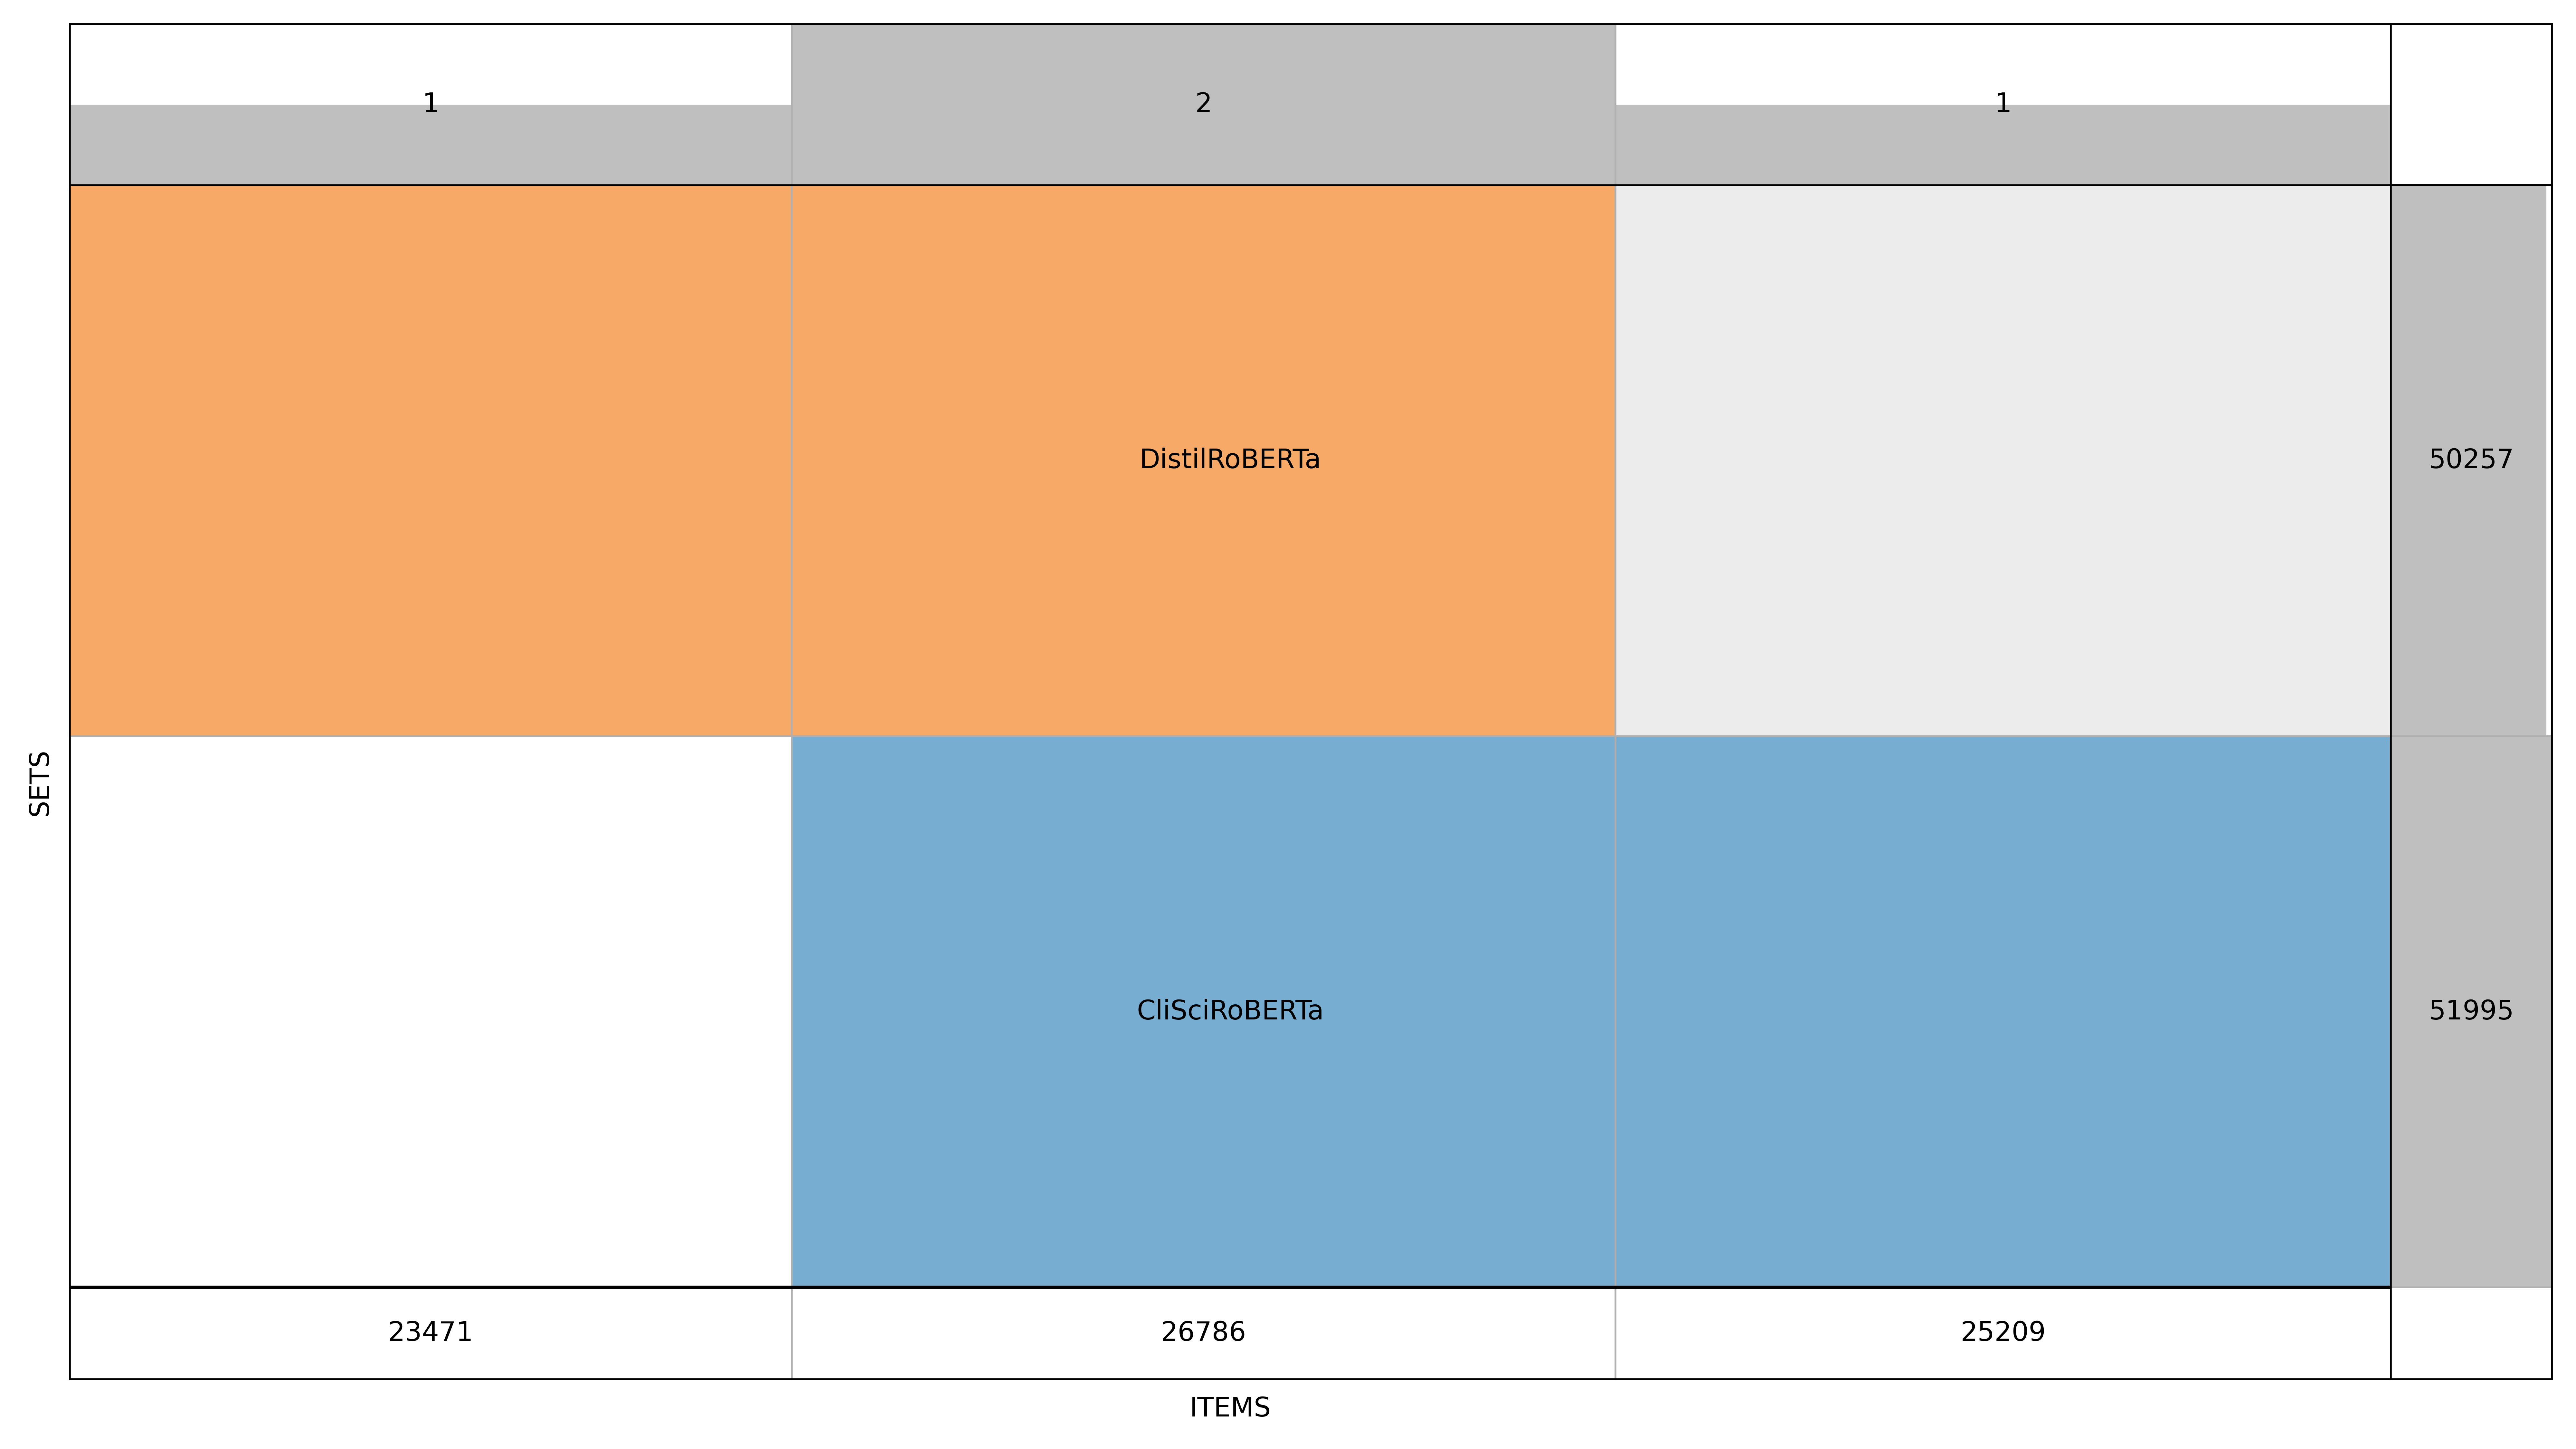 1 2 1
DistilRoBERTa 50257
SETS
CliSciRoBERTa 51995
23471 26786 25209
ITEMS